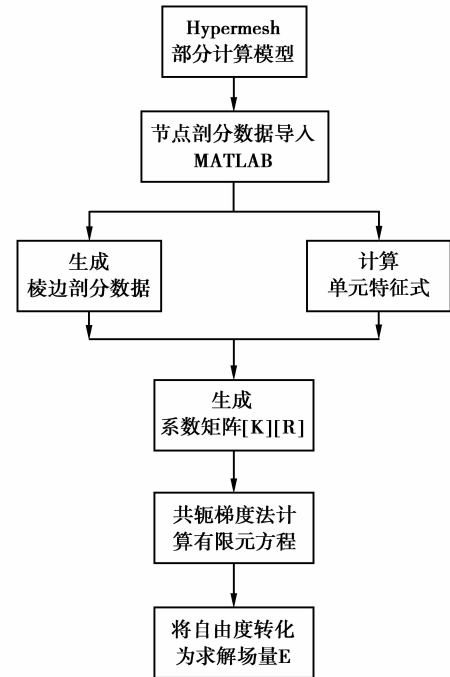 Hypermesh
部分计算模型
节点剖分数据导入
MATLAB
生成
棱边剖分数据
计算
单元特征式
生成
系数矩阵[K][R]
共轭梯度法计
算有限元方程
将自由度转化
为求解场量E